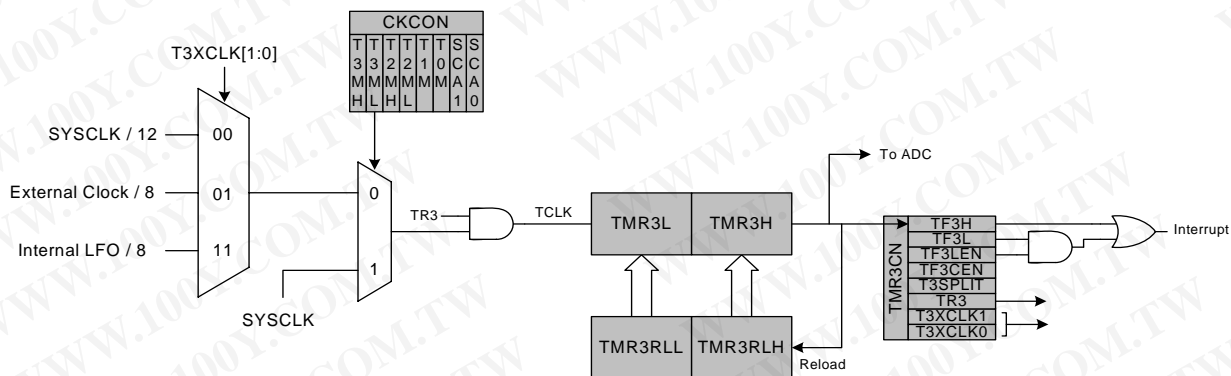 CKCON
T3MH
T3ML
T2MH
T2ML
T1M
T0M
SCA1
SCA0
T3XCLK[1:0]
SYSCLK / 12
00
External Clock / 8
01
Internal LFO / 8
11
0
1
SYSCLK
TR3
TCLK
TMR3L
TMR3H
To ADC
TMR3RLL
TMR3RLH
Reload
TMR3CN
TF3H
TF3L
TF3LEN
TF3CEN
T3SPLIT
TR3
T3XCLK1
T3XCLK0
Interrupt
WWW.100Y.COM.TW